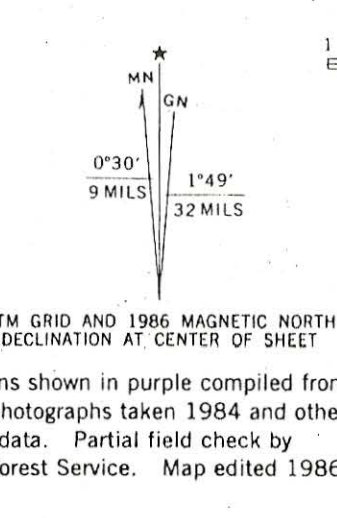 1
E
★
MN
GN
0°30′
9 MILS
1°49′
32 MILS
TM GRID AND 1986 MAGNETIC NORTH
DECLINATION AT CENTER OF SHEET
ns shown in purple compiled from
hotographs taken 1984 and othe
data. Partial field check by
orest Service. Map edited 1986